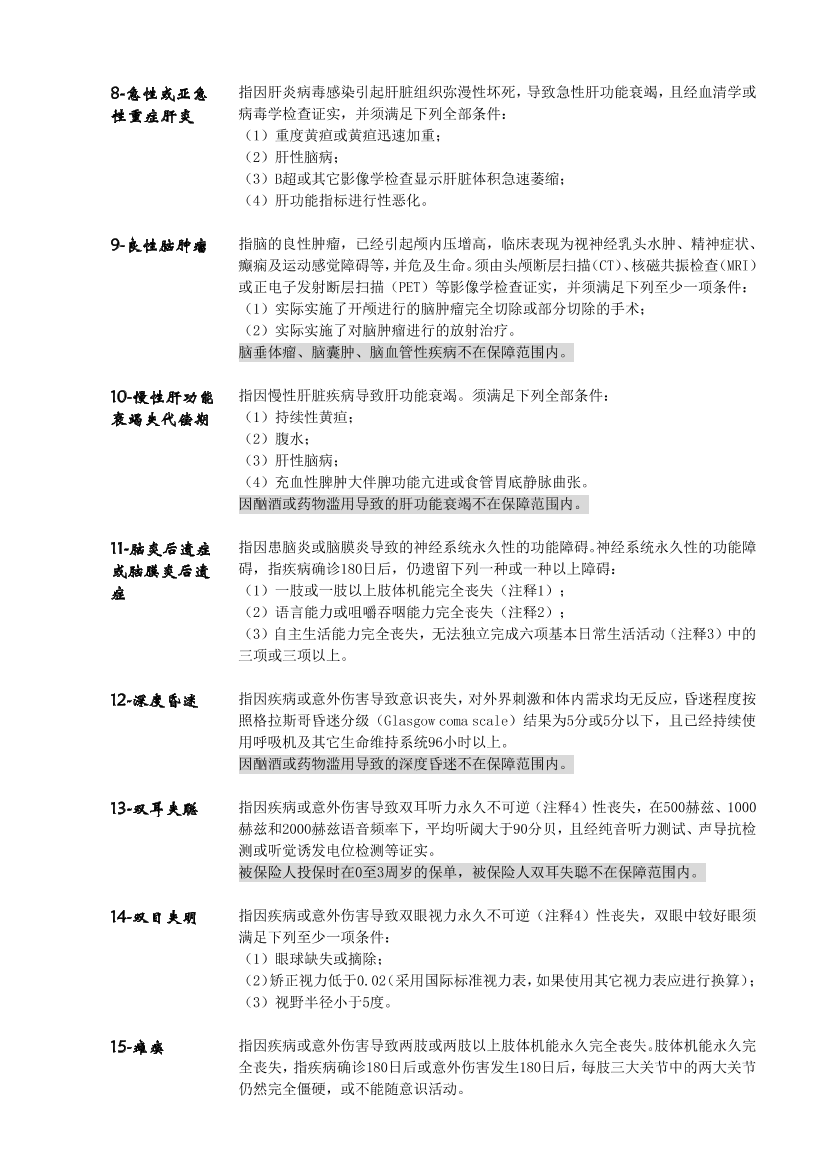 8-急性或亚急
性重症肝炎
指因肝炎病毒感染引起肝脏组织弥漫性坏死，导致急性肝功能衰竭，且经血清学或
病毒学检查证实，并须满足下列全部条件：
（1）重度黄疸或黄疸迅速加重；
（2）肝性脑病；
（3）B超或其它影像学检查显示肝脏体积急速萎缩；
（4）肝功能指标进行性恶化。
9-良性脑肿瘤
指脑的良性肿瘤，已经引起颅内压增高，临床表现为视神经乳头水肿、精神症状、
癫痫及运动感觉障碍等，并危及生命。须由头颅断层扫描（CT）、核磁共振检查（MRI）
或正电子发射断层扫描（PET）等影像学检查证实，并须满足下列至少一项条件：
（1）实际实施了开颅进行的脑肿瘤完全切除或部分切除的手术；
（2）实际实施了对脑肿瘤进行的放射治疗。
脑垂体瘤、脑囊肿、脑血管性疾病不在保障范围内。
10-慢性肝功能
衰竭失代偿期
指因慢性肝脏疾病导致肝功能衰竭。须满足下列全部条件：
（1）持续性黄疸；
（2）腹水；
（3）肝性脑病；
（4）充血性脾肿大伴脾功能亢进或食管胃底静脉曲张。
因酗酒或药物滥用导致的肝功能衰竭不在保障范围内。
11-脑炎后遗症
或脑膜炎后遗
症
指因患脑炎或脑膜炎导致的神经系统永久性的功能障碍。神经系统永久性的功能障
碍，指疾病确诊180日后，仍遗留下列一种或一种以上障碍：
（1）一肢或一肢以上肢体机能完全丧失（注释1）；
（2）语言能力或咀嚼吞咽能力完全丧失（注释2）；
（3）自主生活能力完全丧失，无法独立完成六项基本日常生活活动（注释3）中的
三项或三项以上。
12-深度昏迷
指因疾病或意外伤害导致意识丧失，对外界刺激和体内需求均无反应，昏迷程度按
照格拉斯哥昏迷分级（Glasgow coma scale）结果为5分或5分以下，且已经持续使
用呼吸机及其它生命维持系统96小时以上。
因酗酒或药物滥用导致的深度昏迷不在保障范围内。
13-双耳失聪
指因疾病或意外伤害导致双耳听力永久不可逆（注释4）性丧失，在500赫兹、1000
赫兹和2000赫兹语音频率下，平均听阈大于90分贝，且经纯音听力测试、声导抗检
测或听觉诱发电位检测等证实。
被保险人投保时在0至3周岁的保单，被保险人双耳失聪不在保障范围内。
14-双目失明
指因疾病或意外伤害导致双眼视力永久不可逆（注释4）性丧失，双眼中较好眼须
满足下列至少一项条件：
（1）眼球缺失或摘除；
（2）矫正视力低于0.02（采用国际标准视力表，如果使用其它视力表应进行换算）；
（3）视野半径小于5度。
15-瘫痪
指因疾病或意外伤害导致两肢或两肢以上肢体机能永久完全丧失。肢体机能永久完
全丧失，指疾病确诊180日后或意外伤害发生180日后，每肢三大关节中的两大关节
仍然完全僵硬，或不能随意识活动。